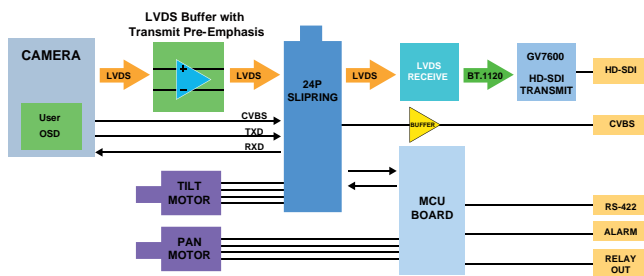 LVDS Buffer with
Transmit Pre-Emphasis
CAMERA
LVDS
LVDS
24P
SLIPRING
LVDS
LVDS
RECEIVE
BT.1120
GV7600
HD-SDI
TRANSMIT
HD-SDI
User
OSD
CVBS
TXD
RXD
BUFFER
CVBS
TILT
MOTOR
MCU
BOARD
RS-422
PAN
MOTOR
ALARM
RELAY
OUT